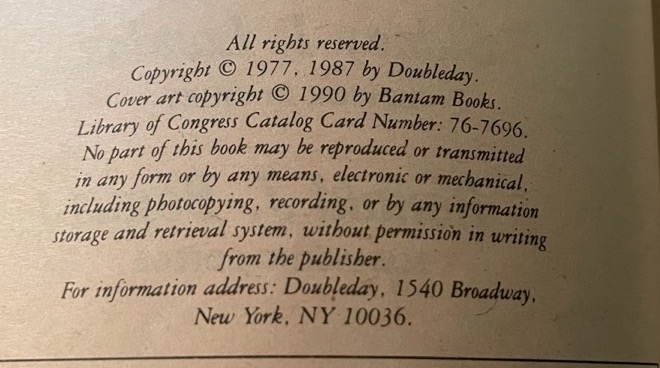 All rights reserved.
Copyright © 1977, 1987 by Doubleday.
Cover art copyright © 1990 by Bantam Books.
Library of Congress Catalog Card Number: 76-7696.
No part of this book may be reproduced or transmitted
in any form or by any means, electronic or mechanical,
including photocopying, recording, or by any information
storage and retrieval system, without permission in writing
from the publisher.
For information address: Doubleday, 1540 Broadway,
New York, NY 10036.